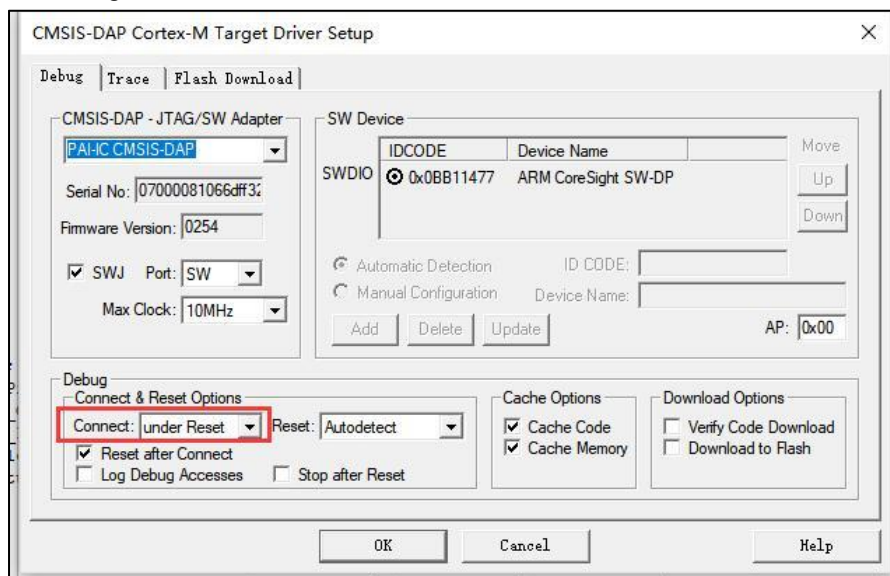 CMSIS-DAP Cortex-M Target Driver Setup
Debug Trace Flash Download
CMSIS-DAP - JTAG/SW Adapter
PAI-IC CMSIS-DAP
Serial No: 07000081066dff32
Firmware Version: 0254
SWJ Port: SW
Max Clock: 10MHz
SW Device
IDCODE Device Name
SWDIO 0x0BB11477 ARM CoreSight SW-DP
Move
Up
Down
Automatic Detection ID CODE:
Manual Configuration Device Name:
Add Delete Update AP: 0x00
Debug
Connect & Reset Options
Connect: under Reset Reset: Autodetect
Reset after Connect
Log Debug Accesses Stop after Reset
Cache Options
Cache Code
Cache Memory
Download Options
Verify Code Download
Download to Flash
OK Cancel Help